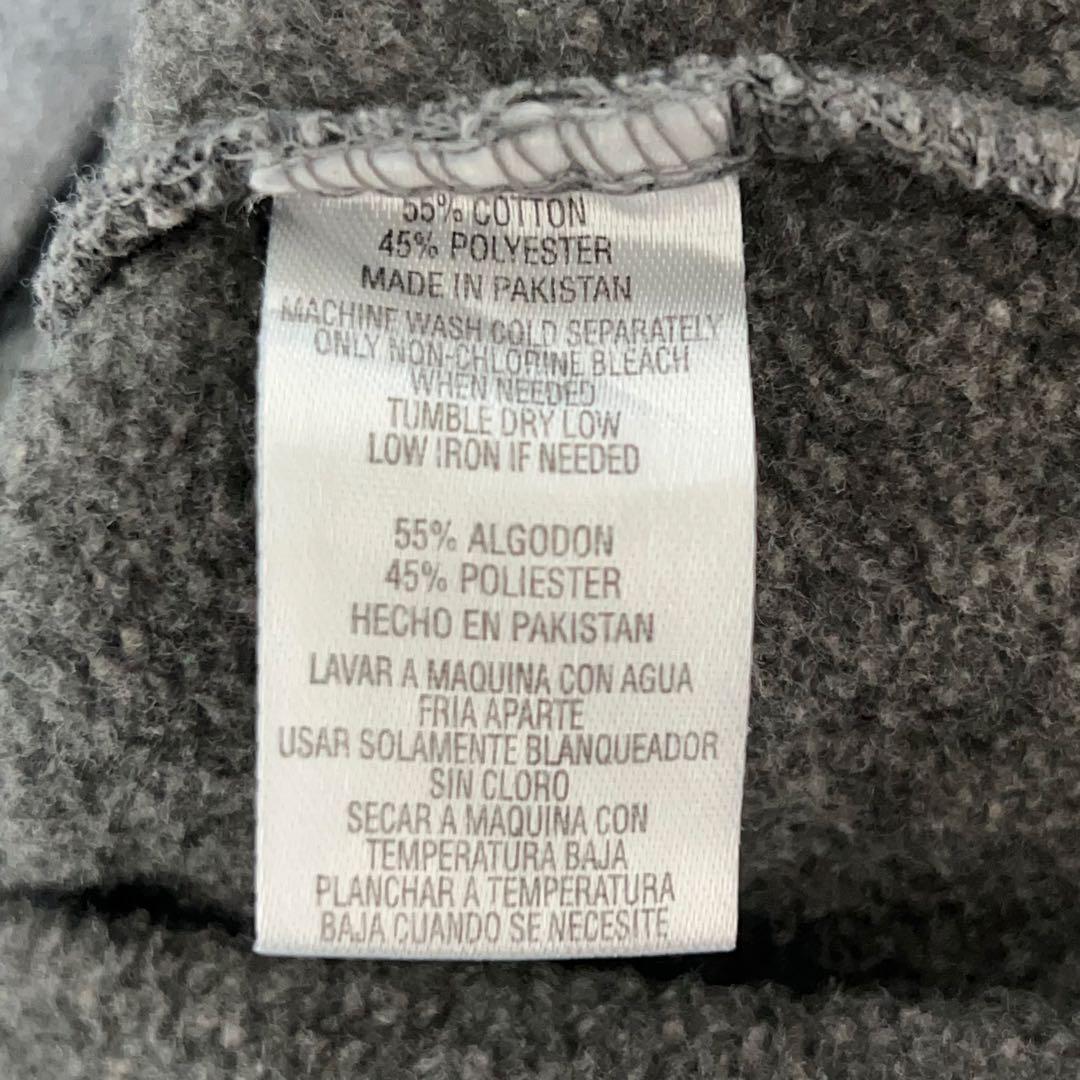 55% COTTON
45% POLYESTER
MADE IN PAKISTAN
MACHINE WASH COLD SEPARATELY
ONLY NON-CHLORINE BLEACH
WHEN NEEDED
TUMBLE DRY LOW
LOW IRON IF NEEDED
55% ALGODON
45% POLIESTER
HECHO EN PAKISTAN
LAVAR A MAQUINA CON AGUA
FRIA APARTE
USAR SOLAMENTE BLANQUEADOR
SIN CLORO
SECAR A MAQUINA CON
TEMPERATURA BAJA
PLANCHAR A TEMPERATURA
BAJA CUANDO SE NECESITE